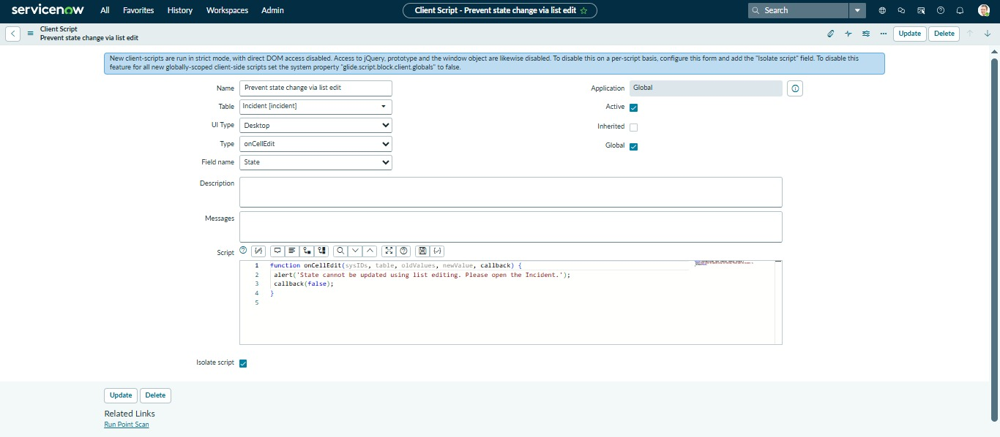 servicenow All Favorites History Workspaces Admin Client Script - Prevent state change via list edit Search
Client Script
Prevent state change via list edit
Update Delete
New client-scripts are run in strict mode, with direct DOM access disabled. Access to jQuery, prototype and the window object are likewise disabled. To disable this on a per-script basis, configure this form and add the "Isolate script" field. To disable this
feature for all new globally-scoped client-side scripts set the system property "glide.script.block.client.globals" to false.
Name Prevent state change via list edit Application Global
Table Incident [incident] Active
UI Type Desktop Inherited
Type onCellEdit Global
Field name State
Description
Messages
Script
1 function onCellEdit(sysIDs, table, oldValues, newValue, callback) {
2 alert('State cannot be updated using list editing. Please open the Incident.');
3 callback(false);
4 }
5
Isolate script
Update Delete
Related Links
Run Point Scan